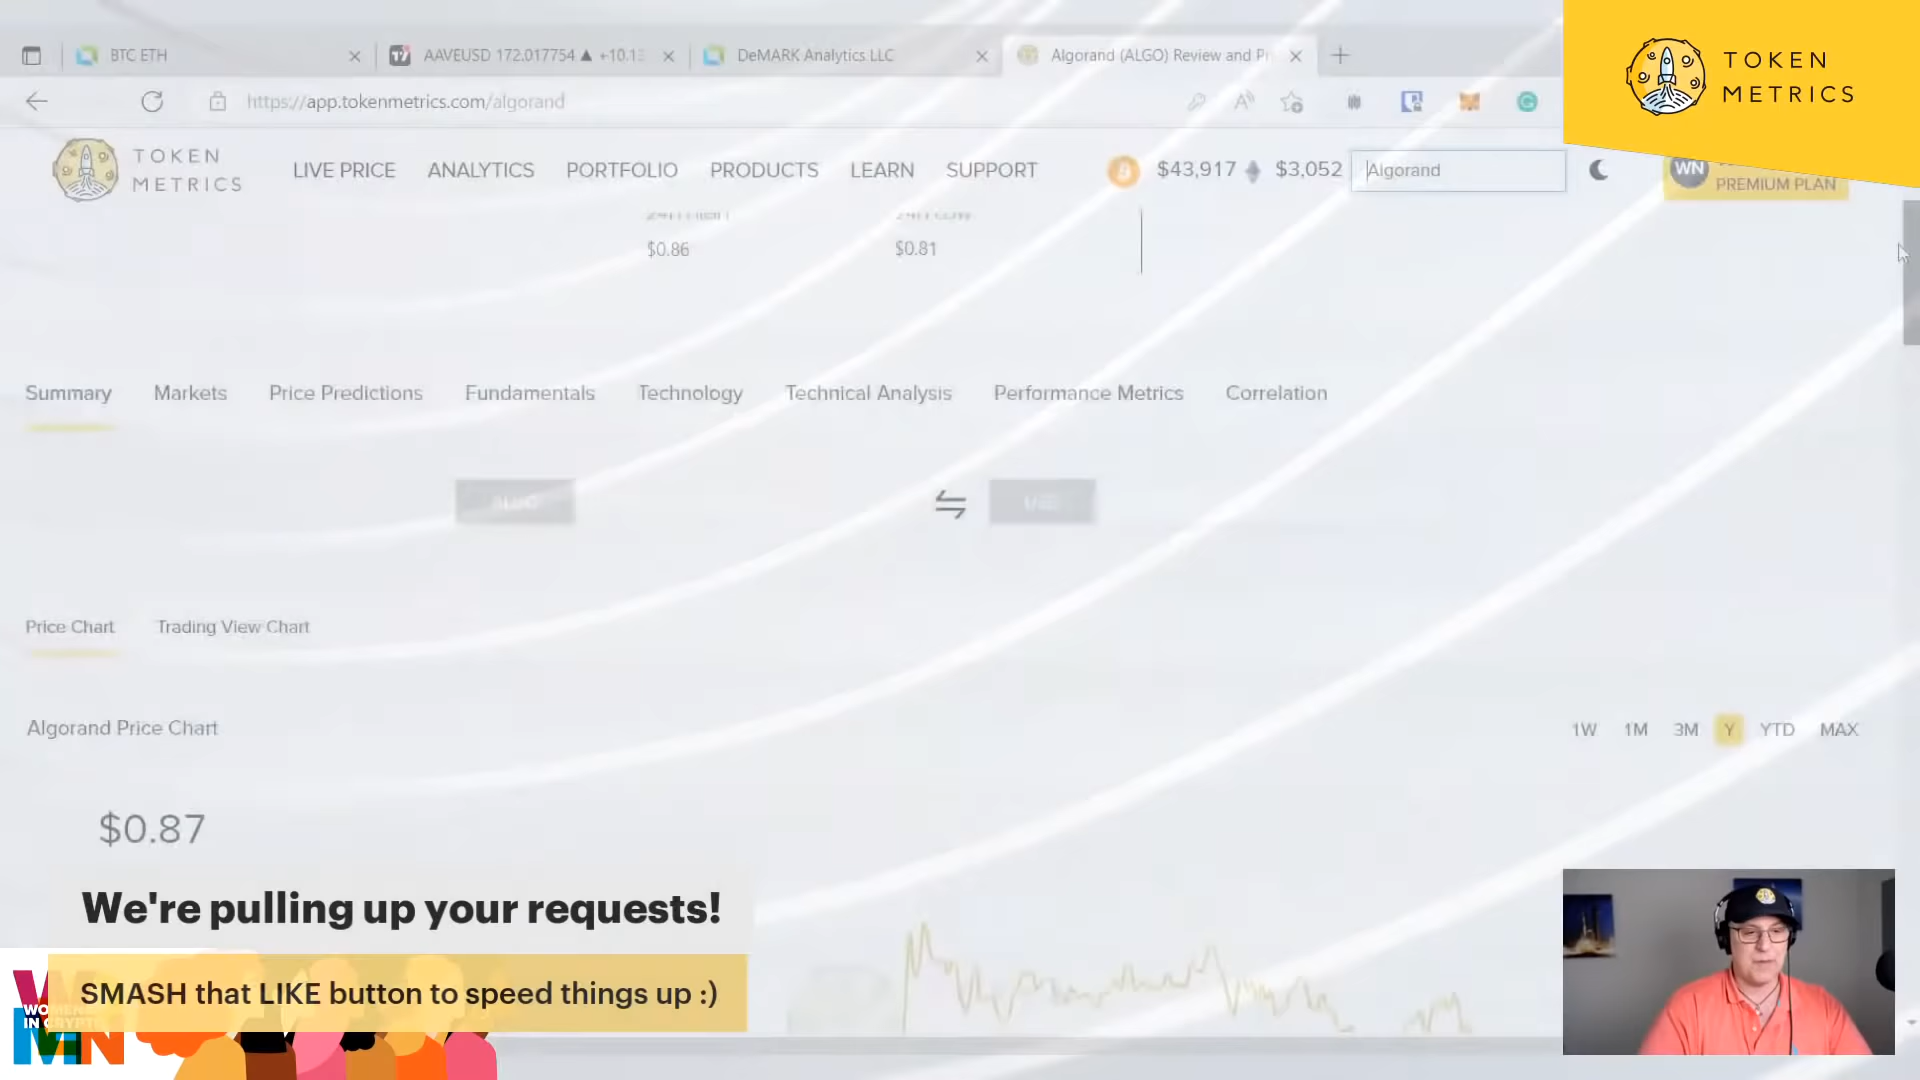 BTC ETH
AAVEUSD 172.017754 ▲ +10.13
DeMARK Analytics LLC
Algorand (ALGO) Review and Pr
https://app.tokenmetrics.com/algorand
TOKEN
METRICS
TOKEN
METRICS
LIVE PRICE
ANALYTICS
PORTFOLIO
PRODUCTS
LEARN
SUPPORT
$43,917
$3,052
Algorand
WN
PREMIUM PLAN
$0.86
$0.81
Summary
Markets
Price Predictions
Fundamentals
Technology
Technical Analysis
Performance Metrics
Correlation
Price Chart
Trading View Chart
Algorand Price Chart
1W
1M
3M
Y
YTD
MAX
$0.87
We're pulling up your requests!
SMASH that LIKE button to speed things up :)
WOMEN
IN CRYPTO